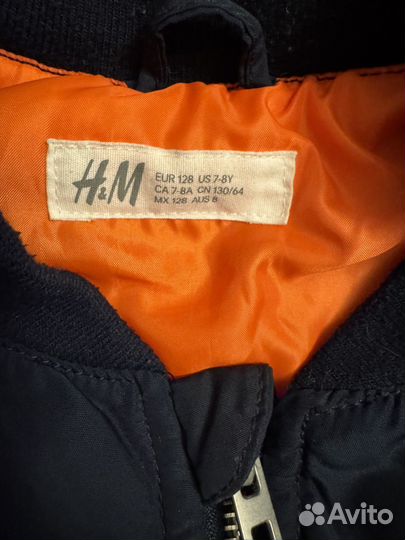 H&M
EUR 128 US 7-8Y
CA 7-8A CN 130/64
MX 128 AUS 8
Avito